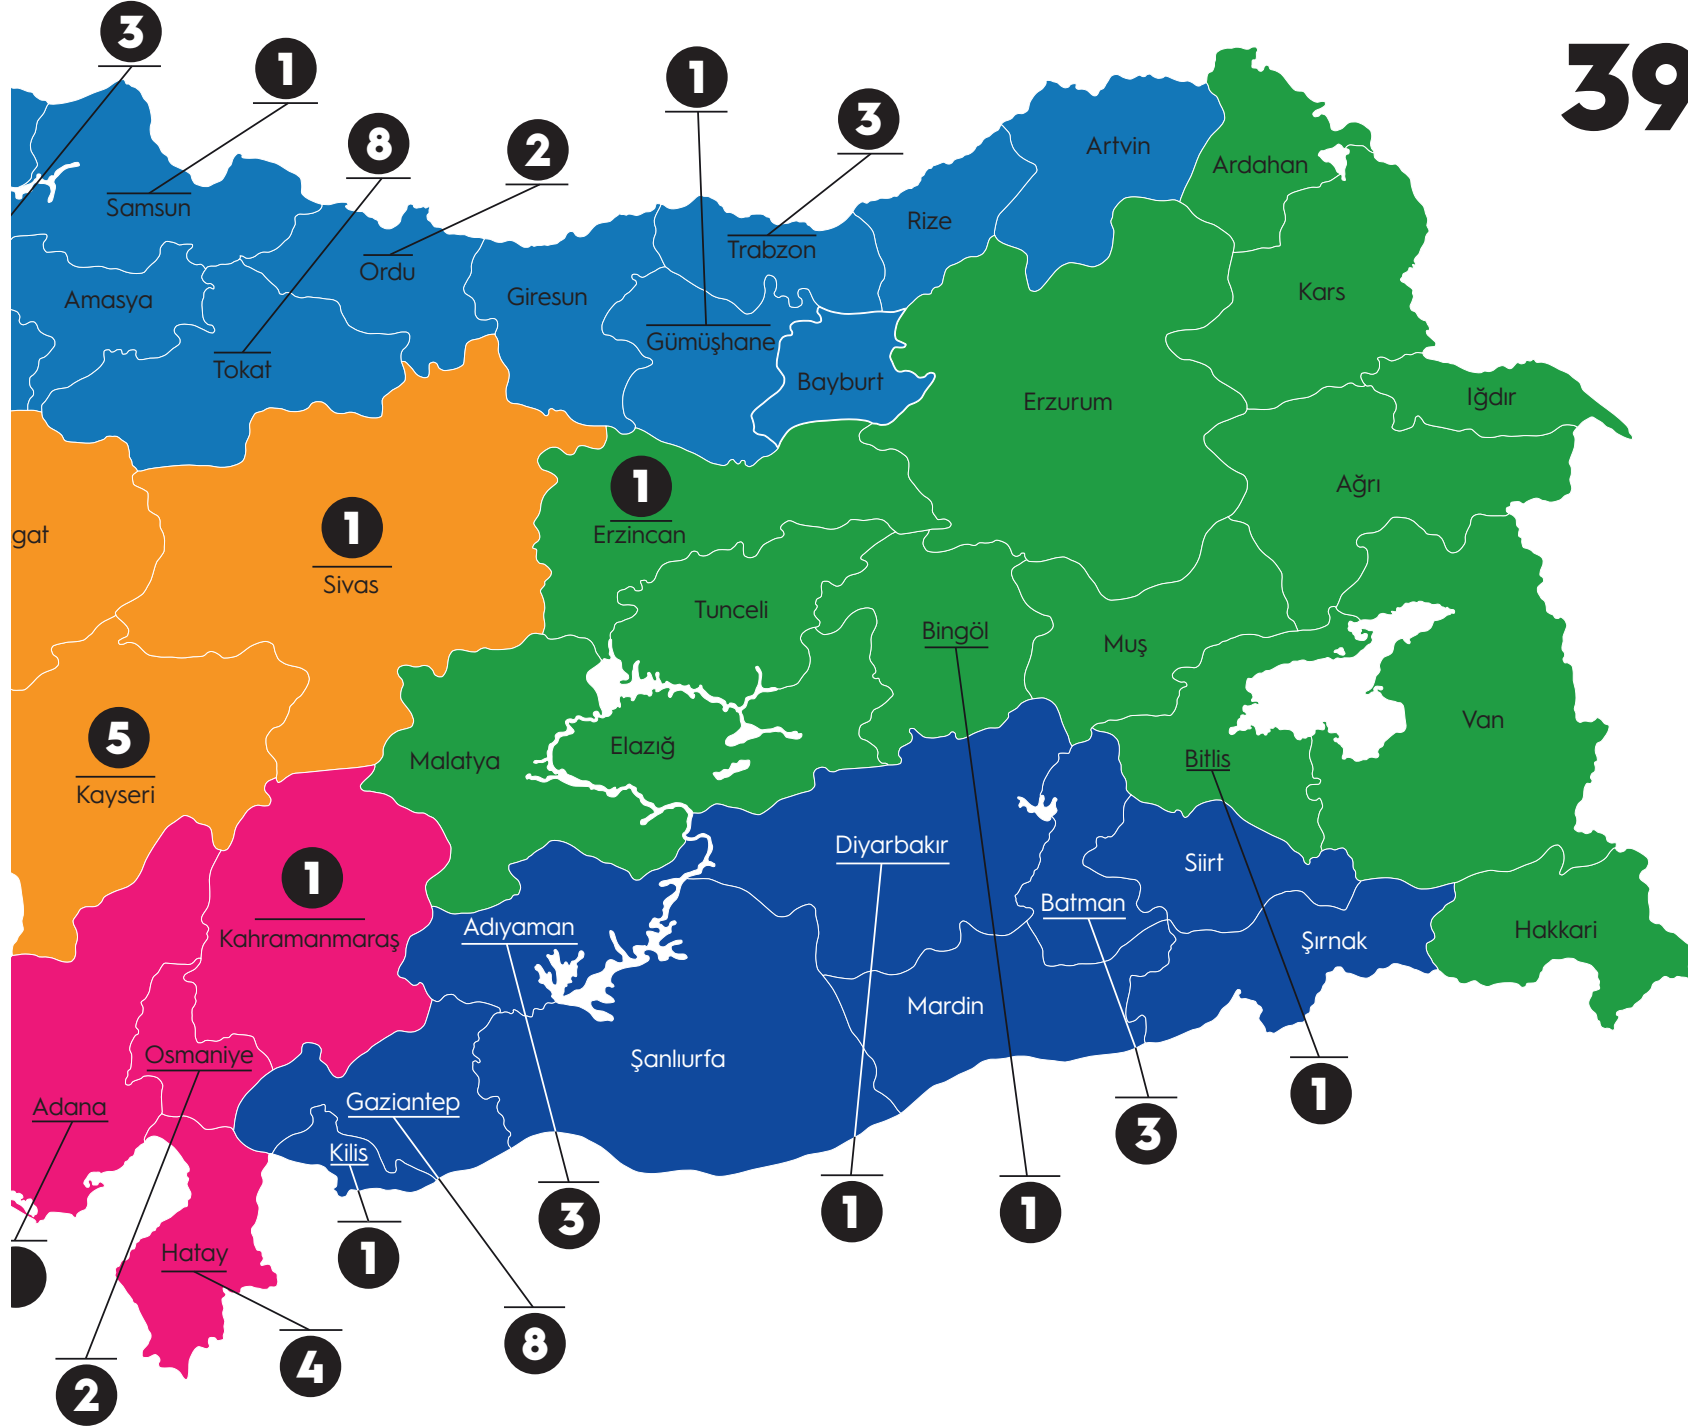 3
1
8
2
1
3
39
Samsun
Ordu
Trabzon
Rize
Artvin
Ardahan
Amasya
Tokat
Giresun
Gümüşhane
Bayburt
Erzurum
Kars
Iğdır
Ağrı
gat
1
Sivas
1
Erzincan
Tunceli
Bingöl
Muş
Van
Bitlis
5
Kayseri
Malatya
Elazığ
1
Kahramanmaraş
Adıyaman
Diyarbakır
Batman
Siirt
Şırnak
Hakkari
Mardin
Şanlıurfa
Osmaniye
Adana
Gaziantep
Kilis
Hatay
1
3
1
1
3
1
8
4
2